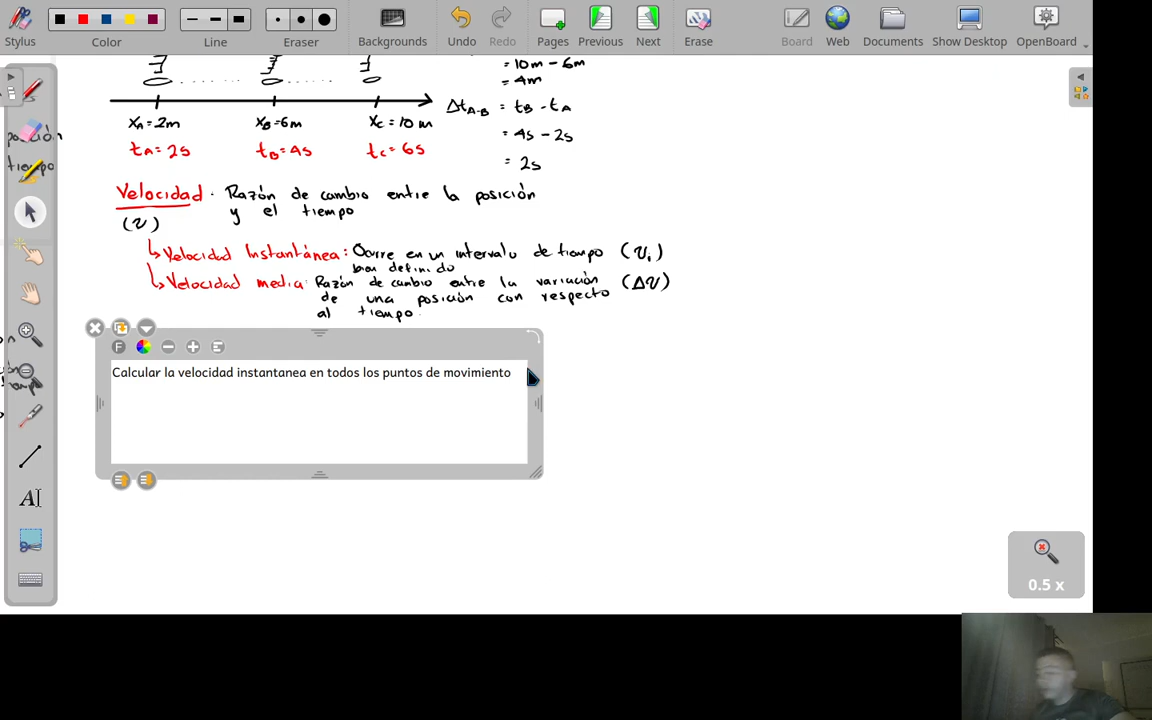 Stylus
Color
Line
Eraser
Backgrounds
Undo
Redo
Pages
Previous
Next
Erase
Board
Web
Documents
Show Desktop
OpenBoard
= 10m - 6m
= 4m
Δt A-B = tB - tA
= 4s - 2s
= 2s
XA = 2m XB = 6m XC = 10 m
tA = 2s tB = 4s tC = 6s
posición
tiempo
Velocidad · Razón de cambio entre la posición
y el tiempo
(v)
Velocidad Instantánea: Ocurre en un intervalo de tiempo (vi)
bien definido
Velocidad media: Razón de cambio entre la variación (Δv)
de una posición con respecto
al tiempo.
F
Calcular la velocidad instantanea en todos los puntos de movimiento
0.5 x